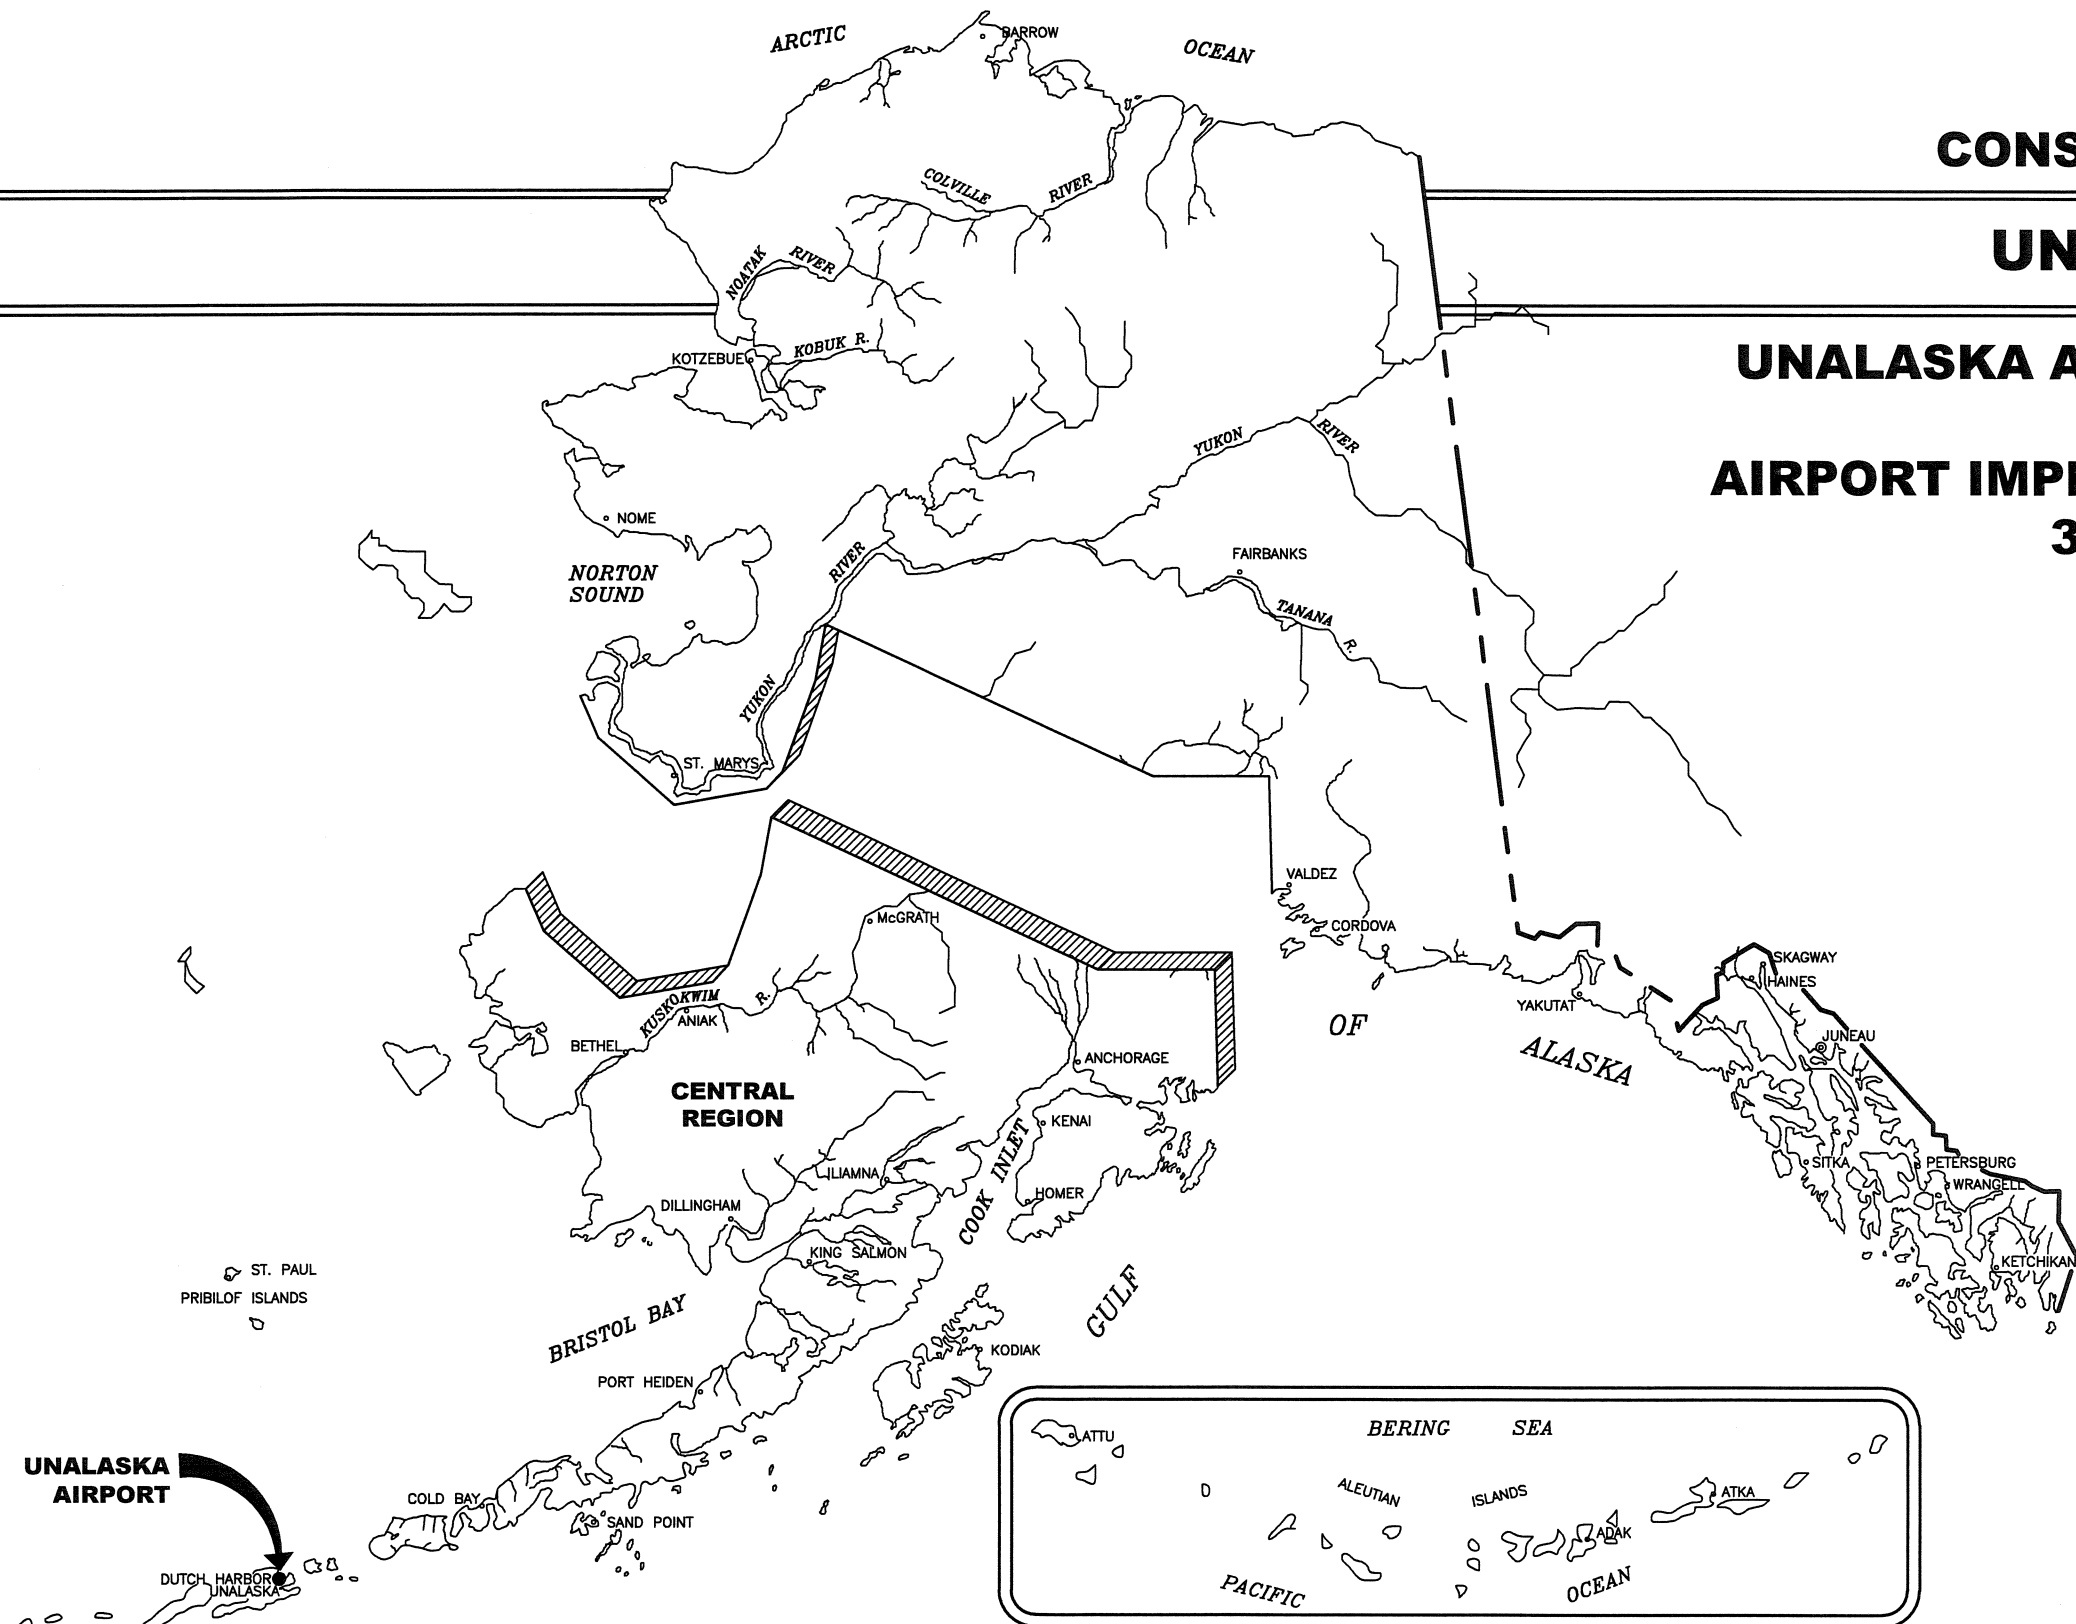 ARCTIC
OCEAN
BARROW
CONS
COLVILLE
RIVER
UN
NOATAK
RIVER
KOBUK R.
KOTZEBUE
UNALASKA A
YUKON
RIVER
AIRPORT IMP
3
NOME
FAIRBANKS
RIVER
NORTON
SOUND
TANANA
R.
YUKON
ST. MARYS
VALDEZ
McGRATH
CORDOVA
SKAGWAY
HAINES
KUSKOKWIM
R.
YAKUTAT
ANIAK
OF
JUNEAU
BETHEL
ANCHORAGE
ALASKA
CENTRAL
REGION
KENAI
COOK INLET
SITKA
PETERSBURG
ILIAMNA
WRANGELL
HOMER
DILLINGHAM
KING SALMON
KETCHIKAN
ST. PAUL
PRIBILOF ISLANDS
GULF
BRISTOL BAY
KODIAK
PORT HEIDEN
BERING SEA
ATTU
UNALASKA
AIRPORT
ALEUTIAN
ISLANDS
ATKA
COLD BAY
SAND POINT
ADAK
DUTCH HARBOR
UNALASKA
PACIFIC
OCEAN